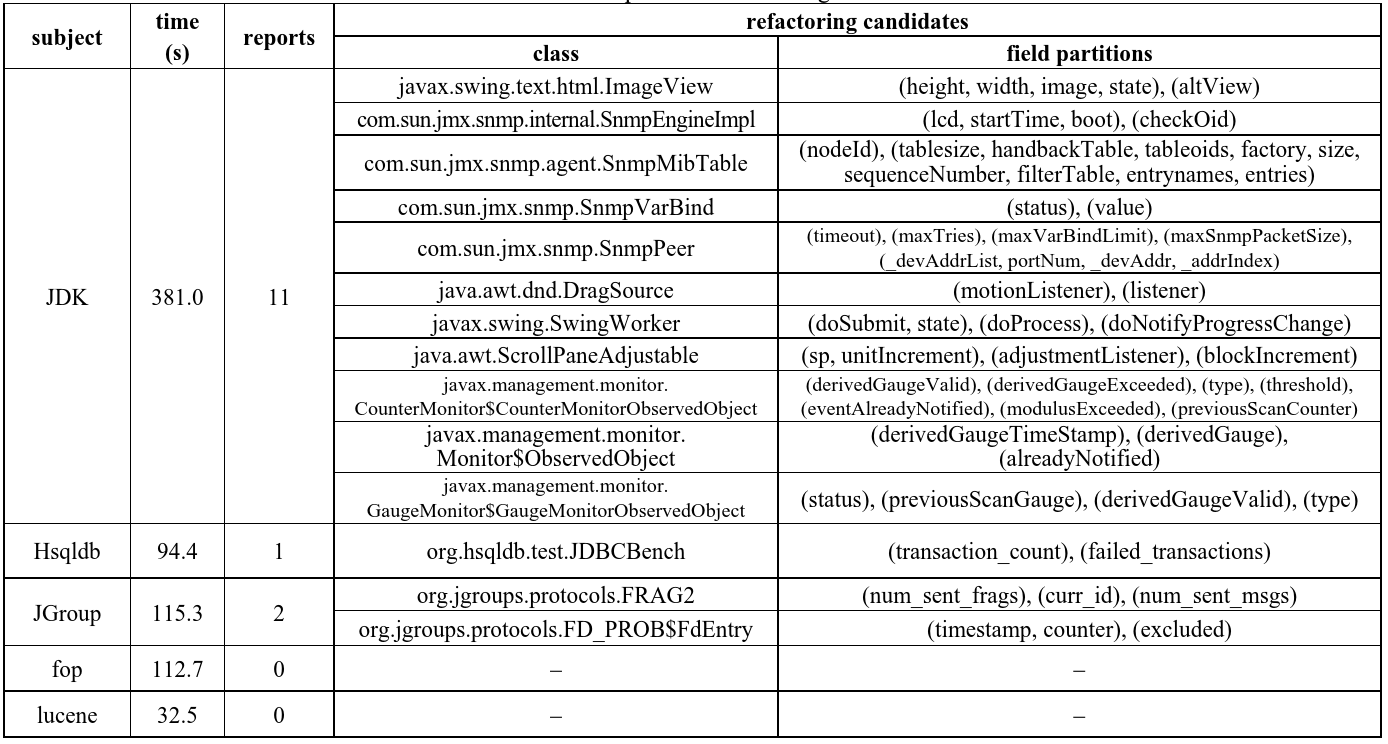 subject time (s) reports refactoring candidates
class field partitions
JDK 381.0 11
javax.swing.text.html.ImageView (height, width, image, state), (altView)
com.sun.jmx.snmp.internal.SnmpEngineImpl (lcd, startTime, boot), (checkOid)
com.sun.jmx.snmp.agent.SnmpMibTable (nodeId), (tablesize, handbackTable, tableoids, factory, size,
sequenceNumber, filterTable, entrynames, entries)
com.sun.jmx.snmp.SnmpVarBind (status), (value)
com.sun.jmx.snmp.SnmpPeer (timeout), (maxTries), (maxVarBindLimit), (maxSnmpPacketSize),
(_devAddrList, portNum, _devAddr, _addrIndex)
java.awt.dnd.DragSource (motionListener), (listener)
javax.swing.SwingWorker (doSubmit, state), (doProcess), (doNotifyProgressChange)
java.awt.ScrollPaneAdjustable (sp, unitIncrement), (adjustmentListener), (blockIncrement)
javax.management.monitor. (derivedGaugeValid), (derivedGaugeExceeded), (type), (threshold),
CounterMonitor$CounterMonitorObservedObject (eventAlreadyNotified), (modulusExceeded), (previousScanCounter)
javax.management.monitor. (derivedGaugeTimeStamp), (derivedGauge),
Monitor$ObservedObject (alreadyNotified)
javax.management.monitor.
GaugeMonitor$GaugeMonitorObservedObject (status), (previousScanGauge), (derivedGaugeValid), (type)
Hsqldb 94.4 1 org.hsqldb.test.JDBCBench (transaction_count), (failed_transactions)
JGroup 115.3 2
org.jgroups.protocols.FRAG2 (num_sent_frags), (curr_id), (num_sent_msgs)
org.jgroups.protocols.FD_PROB$FdEntry (timestamp, counter), (excluded)
fop 112.7 0 – –
lucene 32.5 0 – –